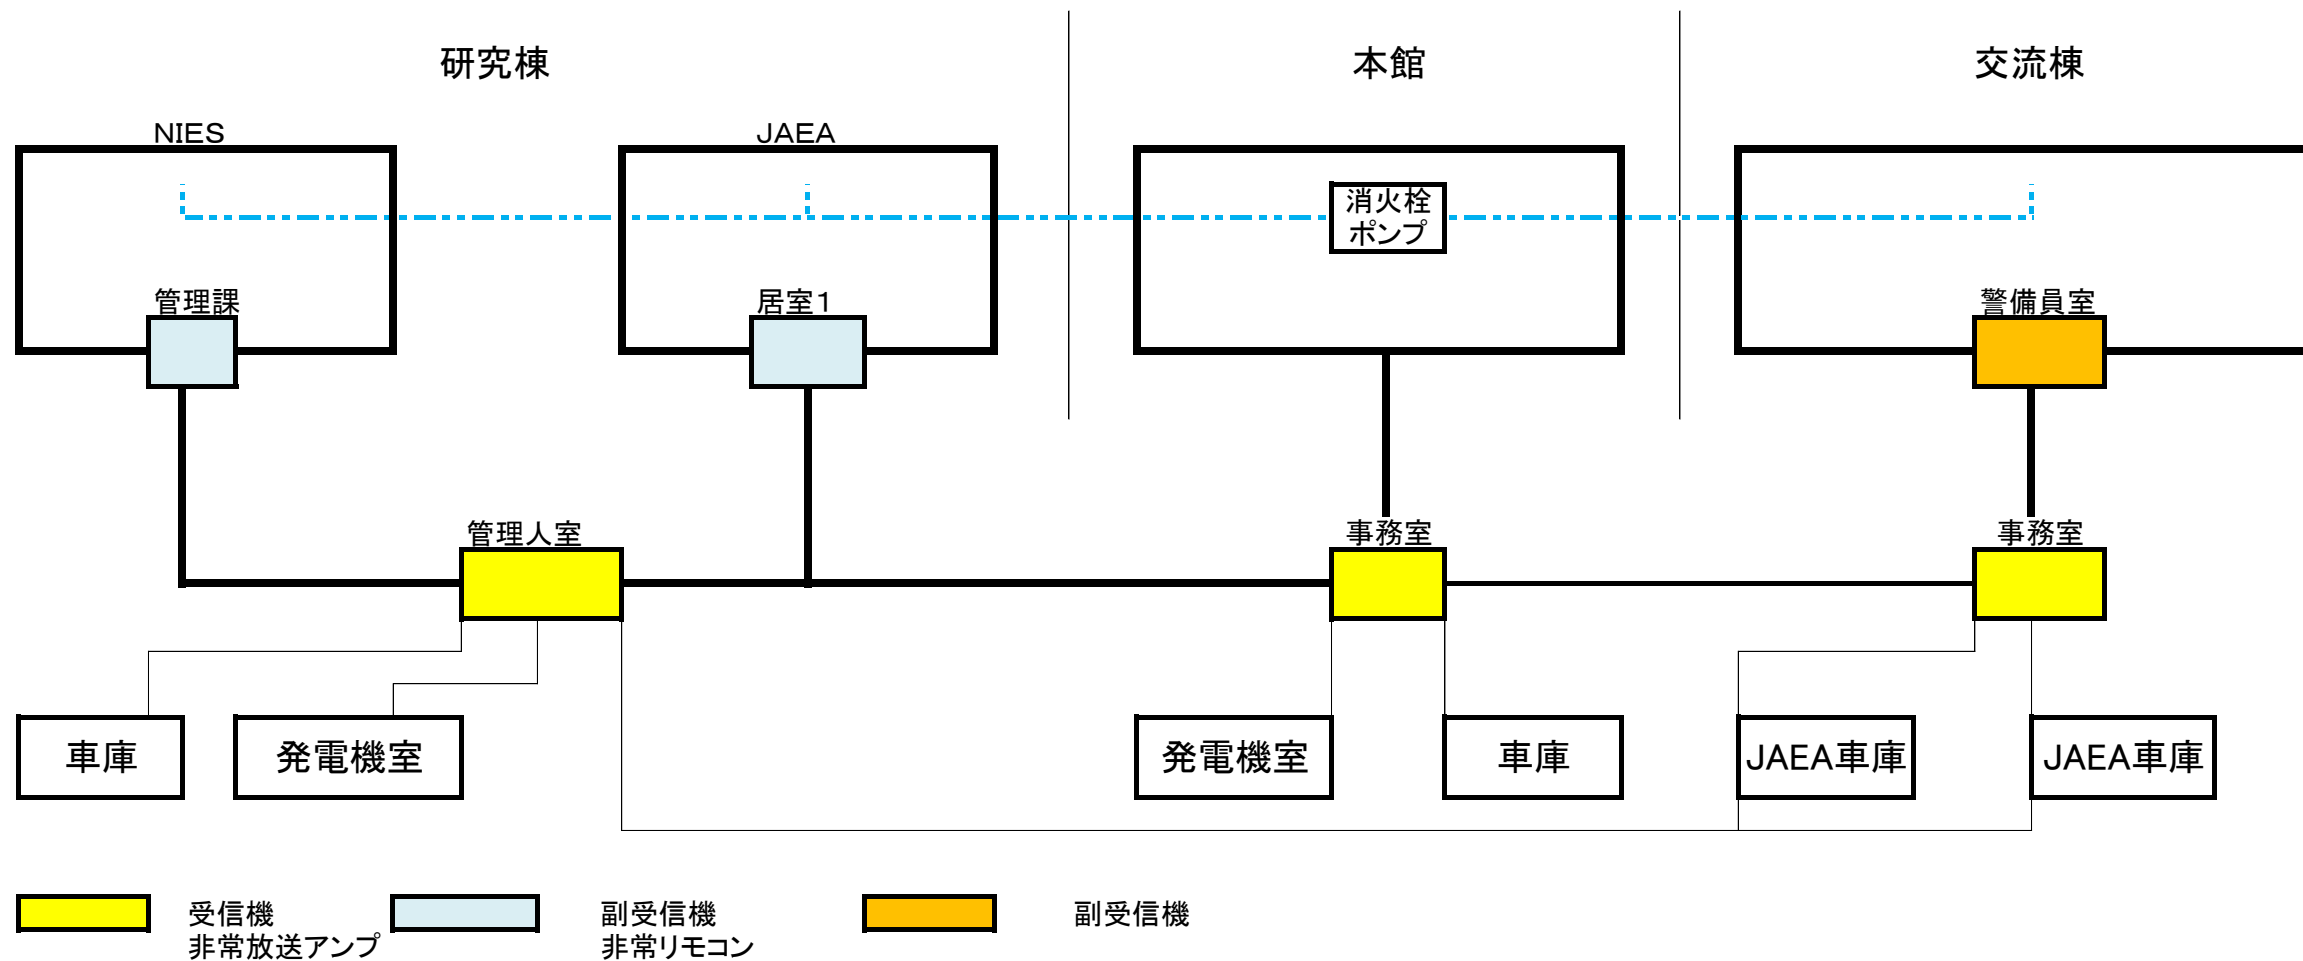 研究棟
本館
交流棟
NIES
JAEA
消火栓
ポンプ
管理課
居室1
警備員室
管理人室
事務室
事務室
車庫
発電機室
発電機室
車庫
JAEA車庫
JAEA車庫
受信機
非常放送アンプ
副受信機
非常リモコン
副受信機